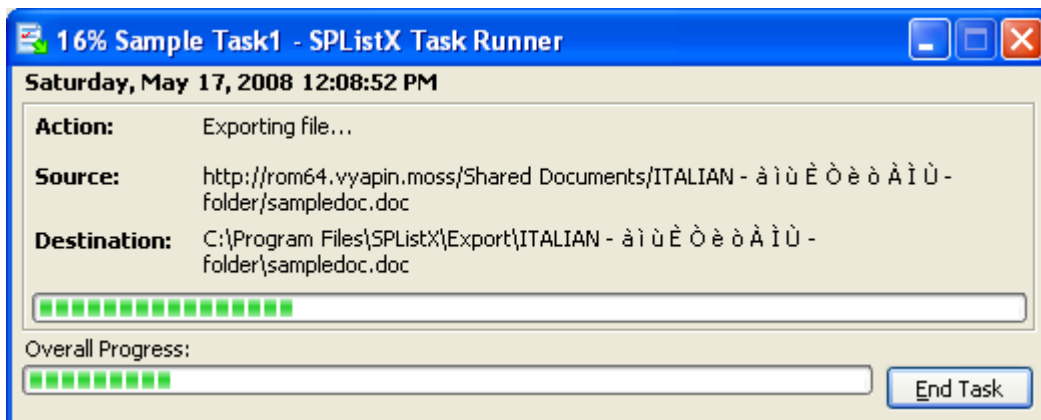 16% Sample Task1 - SPListX Task Runner
Saturday, May 17, 2008 12:08:52 PM
Action: Exporting file...
Source: http://rom64.vyapin.moss/Shared Documents/ITALIAN - à ì ù È Ò è ò À Ì Ù -
folder/sampledoc.doc
Destination: C:\Program Files\SPListX\Export\ITALIAN - à ì ù È Ò è ò À Ì Ù -
folder\sampledoc.doc
Overall Progress:
End Task